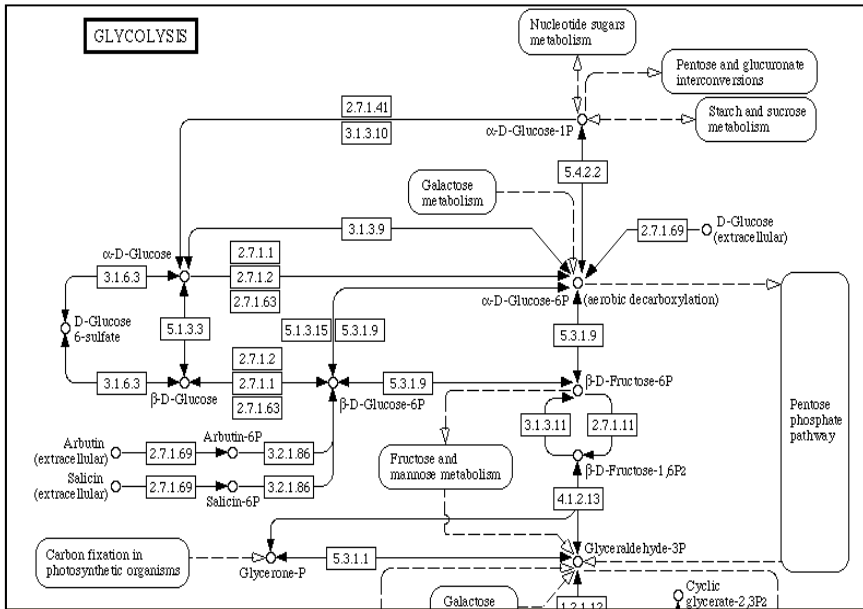 GLYCOLYSIS
Nucleotide sugars
metabolism
Pentose and glucuronate
interconversions
Starch and sucrose
metabolism
2.7.1.41
3.1.3.10
α-D-Glucose-1P
5.4.2.2
Galactose
metabolism
3.1.3.9
2.7.1.69
D-Glucose
(extracellular)
α-D-Glucose
2.7.1.1
2.7.1.2
2.7.1.63
3.1.6.3
α-D-Glucose-6P
(aerobic decarboxylation)
D-Glucose
6-sulfate
5.1.3.3
5.1.3.15
5.3.1.9
5.3.1.9
2.7.1.2
2.7.1.1
2.7.1.63
3.1.6.3
β-D-Glucose
β-D-Glucose-6P
5.3.1.9
β-D-Fructose-6P
Pentose
phosphate
pathway
3.1.3.11
2.7.1.11
Arbutin
(extracellular)
2.7.1.69
Arbutin-6P
3.2.1.86
Salicin
(extracellular)
2.7.1.69
Salicin-6P
3.2.1.86
Fructose and
mannose metabolism
β-D-Fructose-1,6P2
4.1.2.13
Carbon fixation in
photosynthetic organisms
Glycerone-P
5.3.1.1
Glyceraldehyde-3P
Galactose
1.2.1.12
Cyclic
glycerate-2,3P2